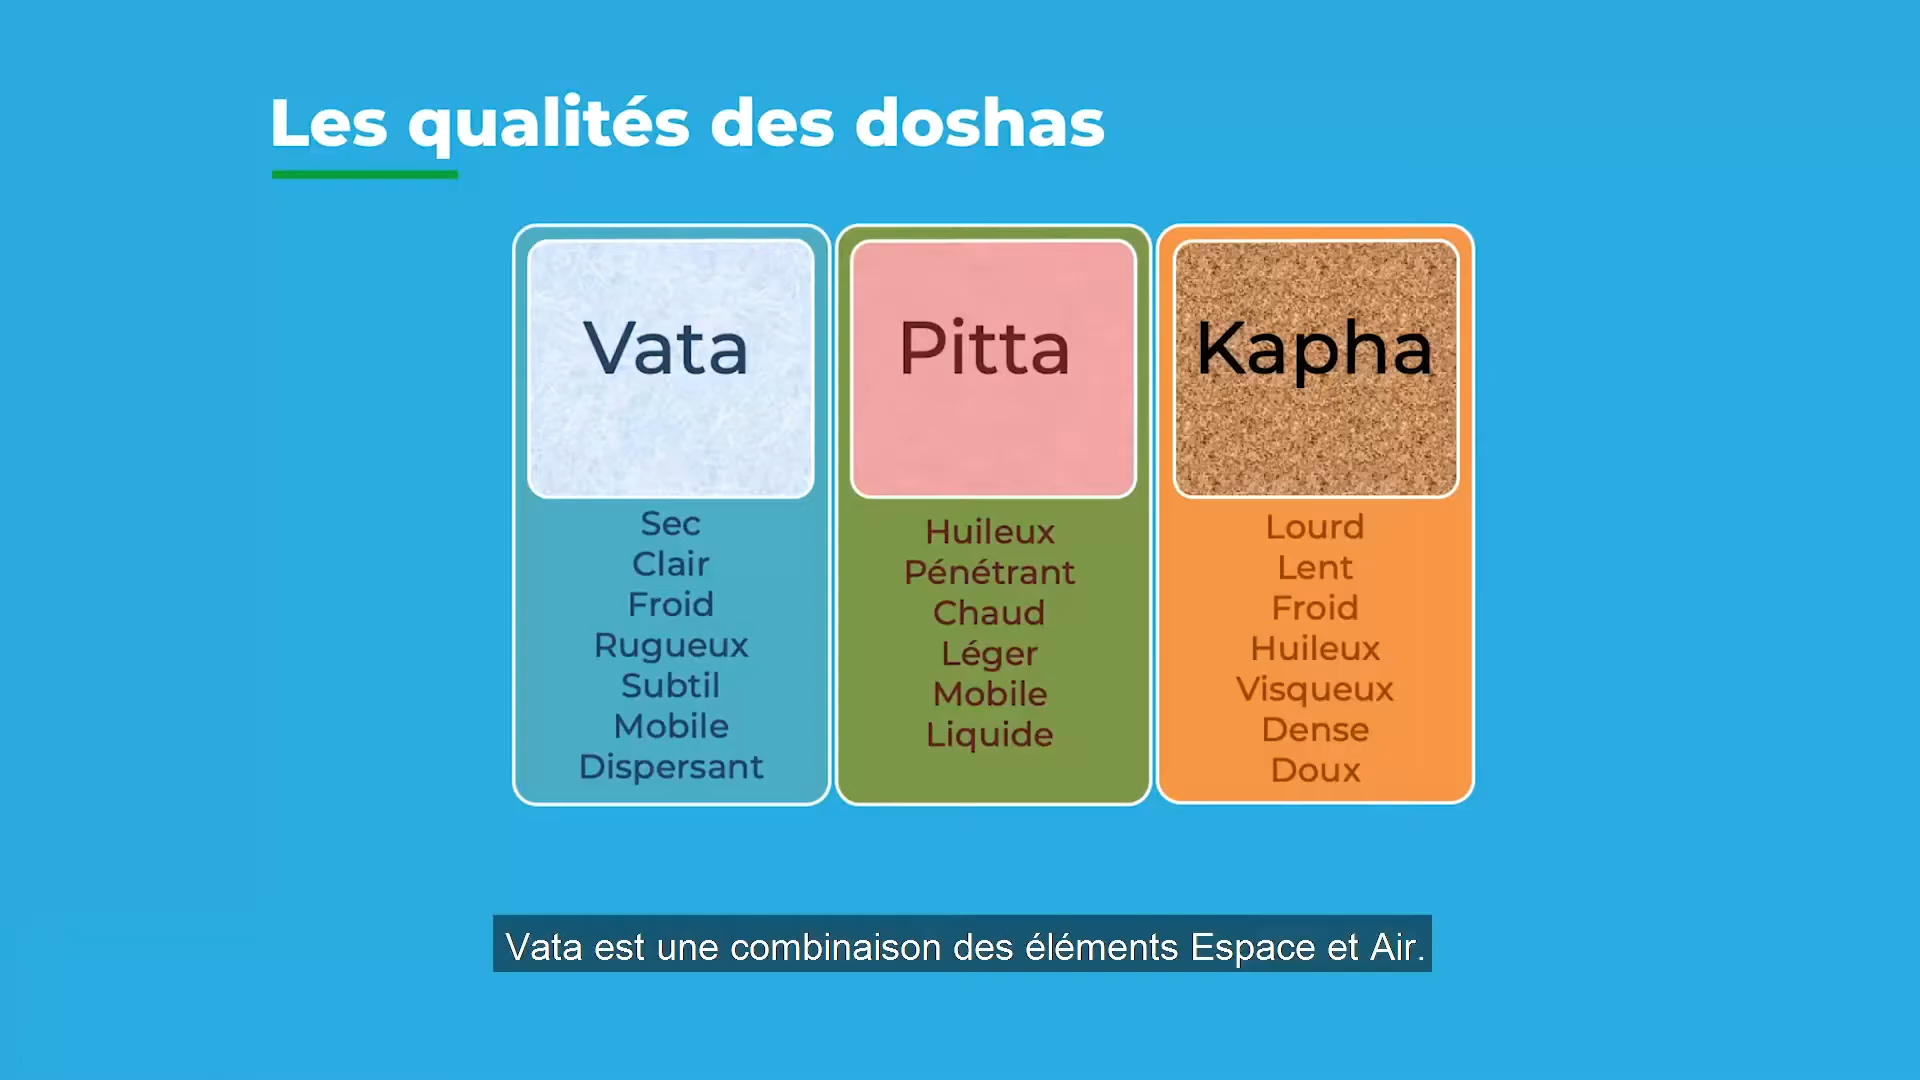 Les qualités des doshas
Vata
Sec
Clair
Froid
Rugueux
Subtil
Mobile
Dispersant
Pitta
Huileux
Pénétrant
Chaud
Léger
Mobile
Liquide
Kapha
Lourd
Lent
Froid
Huileux
Visqueux
Dense
Doux
Vata est une combinaison des éléments Espace et Air.